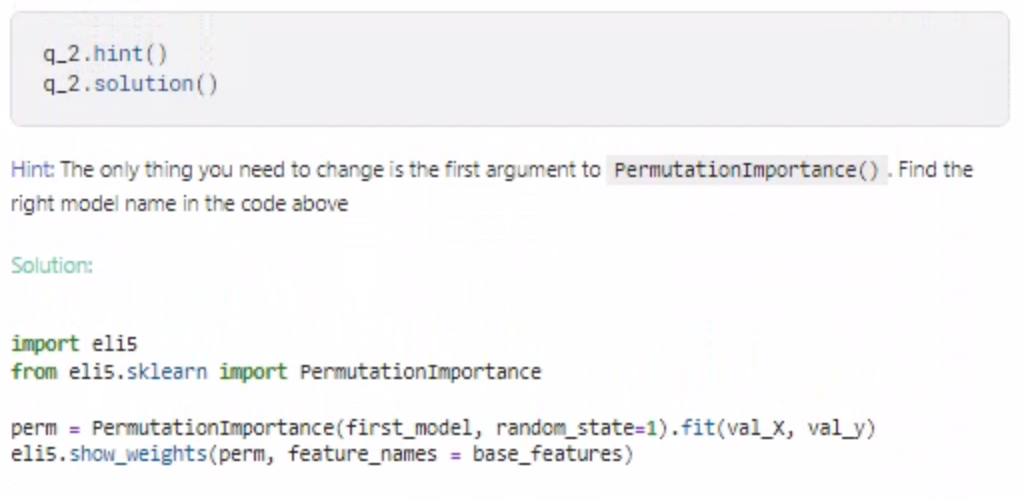 q_2.hint()
q_2.solution()
Hint: The only thing you need to change is the first argument to PermutationImportance() . Find the
right model name in the code above
Solution:
import eli5
from eli5.sklearn import PermutationImportance
perm = PermutationImportance(first_model, random_state=1).fit(val_X, val_y)
eli5.show_weights(perm, feature_names = base_features)